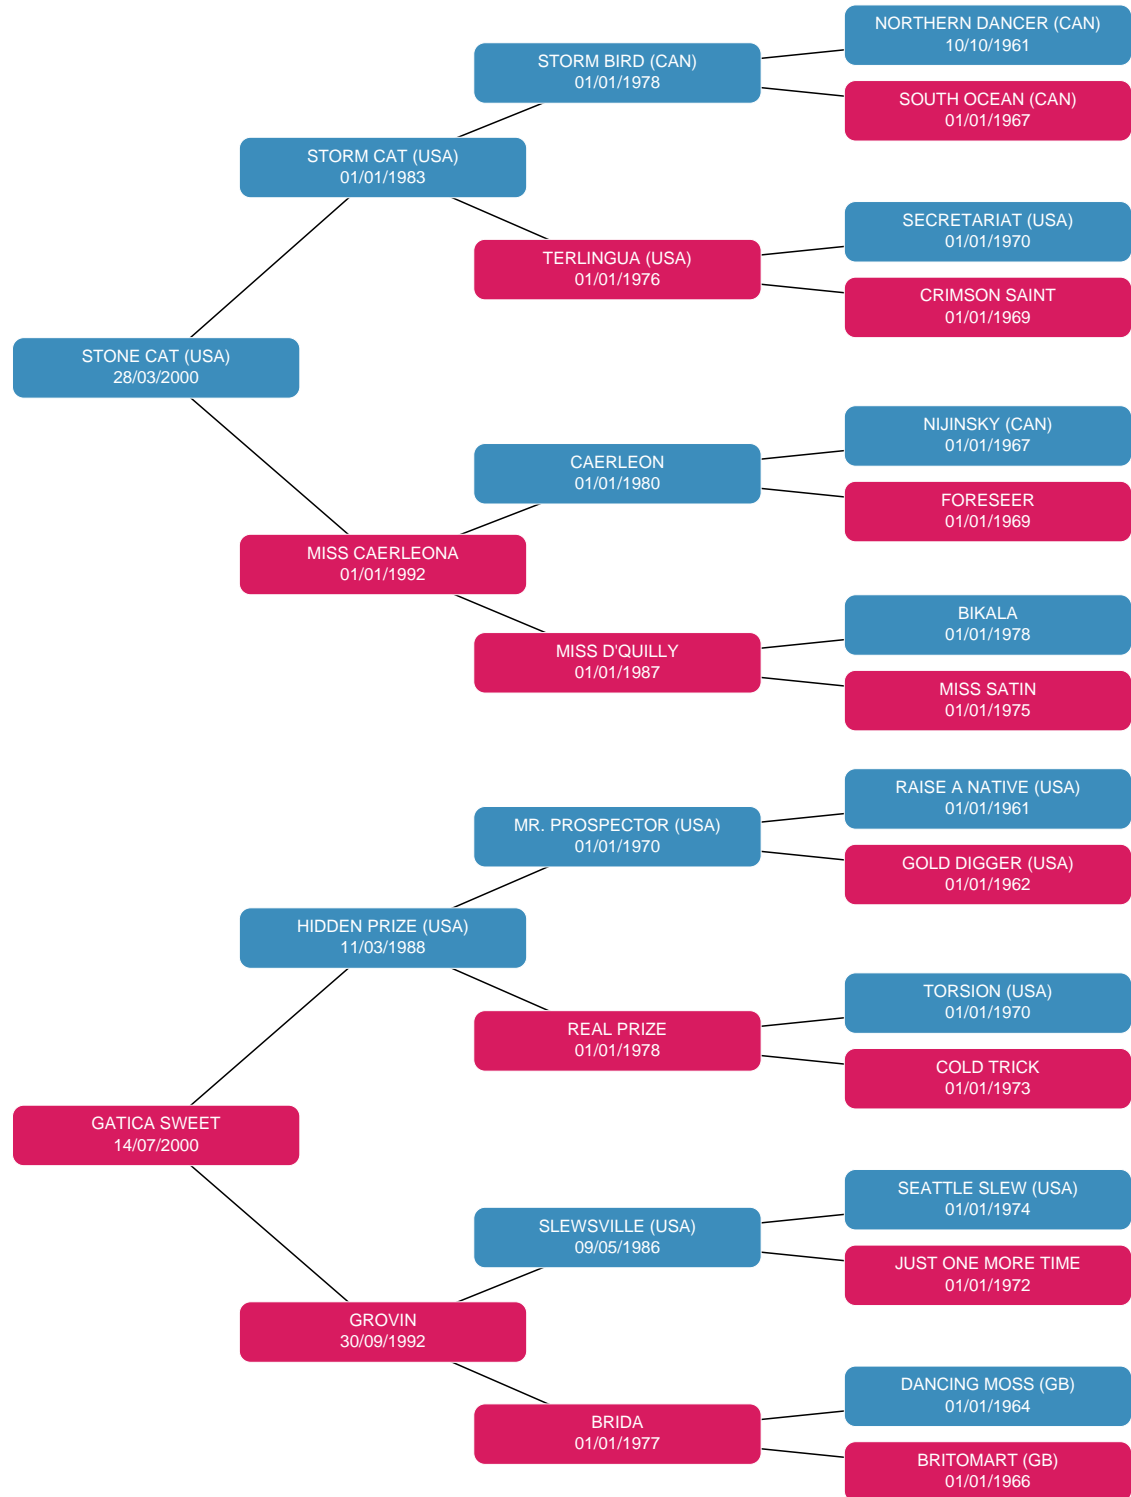 NORTHERN DANCER (CAN)
10/10/1961
STORM BIRD (CAN)
01/01/1978
SOUTH OCEAN (CAN)
01/01/1967
STORM CAT (USA)
01/01/1983
SECRETARIAT (USA)
01/01/1970
TERLINGUA (USA)
01/01/1976
CRIMSON SAINT
01/01/1969
STONE CAT (USA)
28/03/2000
NIJINSKY (CAN)
01/01/1967
CAERLEON
01/01/1980
FORESEER
01/01/1969
MISS CAERLEONA
01/01/1992
BIKALA
01/01/1978
MISS D'QUILLY
01/01/1987
MISS SATIN
01/01/1975
RAISE A NATIVE (USA)
01/01/1961
MR. PROSPECTOR (USA)
01/01/1970
GOLD DIGGER (USA)
01/01/1962
HIDDEN PRIZE (USA)
11/03/1988
TORSION (USA)
01/01/1970
REAL PRIZE
01/01/1978
COLD TRICK
01/01/1973
GATICA SWEET
14/07/2000
SEATTLE SLEW (USA)
01/01/1974
SLEWSVILLE (USA)
09/05/1986
JUST ONE MORE TIME
01/01/1972
GROVIN
30/09/1992
DANCING MOSS (GB)
01/01/1964
BRIDA
01/01/1977
BRITOMART (GB)
01/01/1966